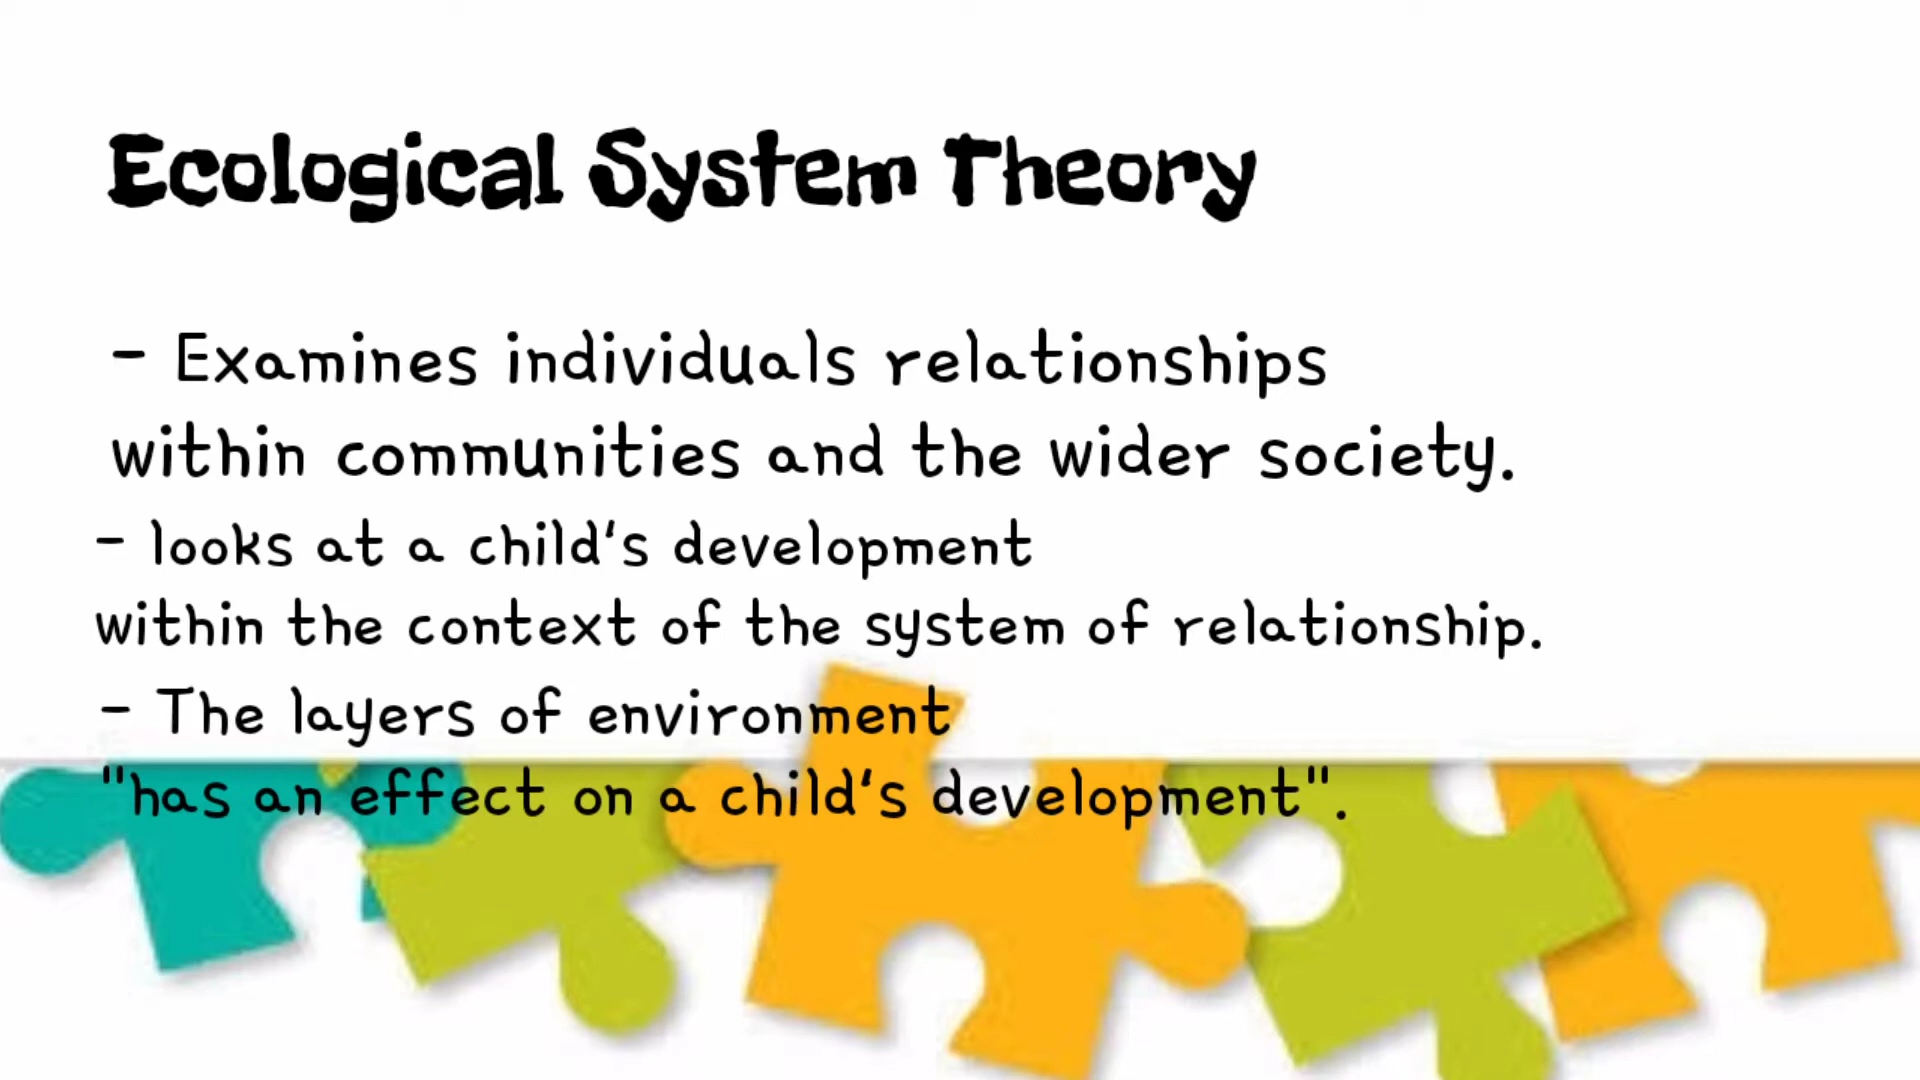 Ecological System Theory
- Examines individuals relationships
within communities and the wider society.
- looks at a child's development
within the context of the system of relationship.
- The layers of environment
"has an effect on a child's development".